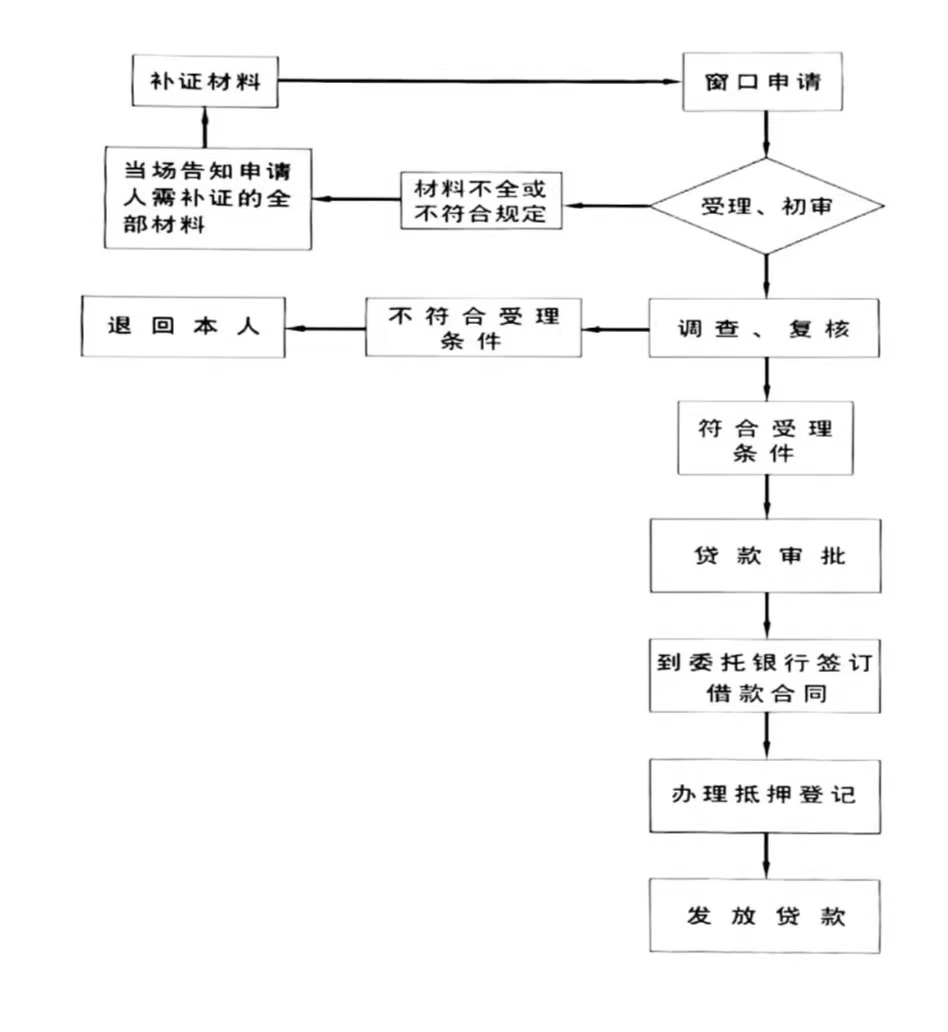 补证材料
窗口申请
当场告知申请
人需补证的全
部材料
材料不全或
不符合规定
受理、初审
退回本人
不符合受理
条件
调查、复核
符合受理
条件
贷款审批
到委托银行签订
借款合同
办理抵押登记
发放贷款